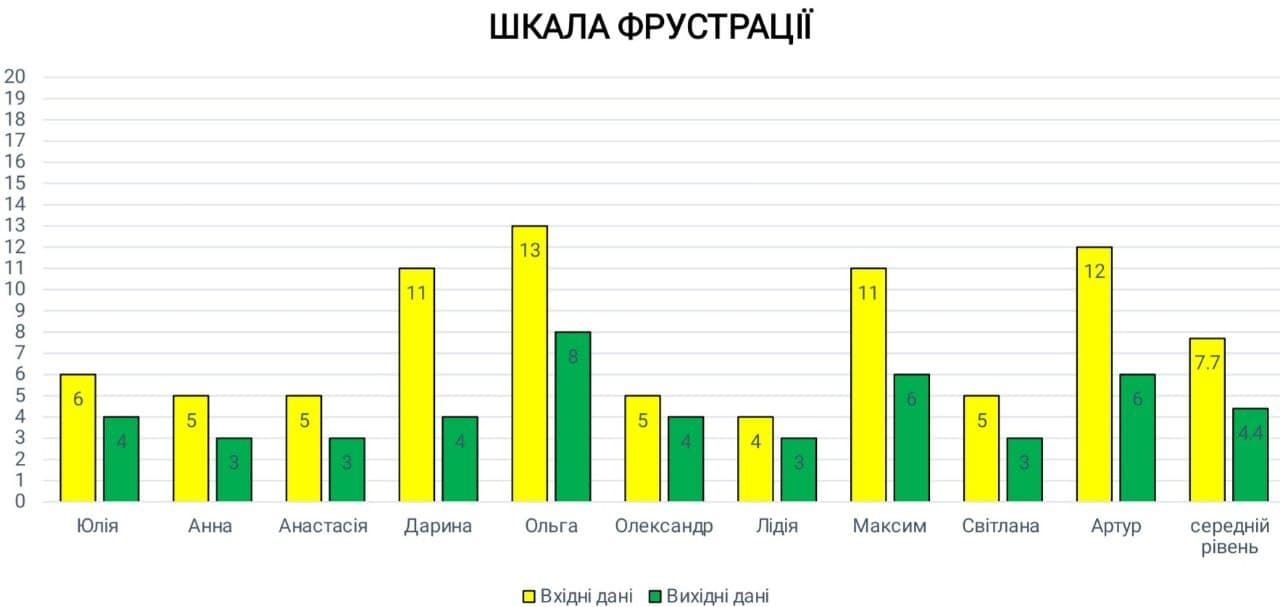 ШКАЛА ФРУСТРАЦІЇ
20
19
18
17
16
15
14
13
12
11
10
9
8
7
6
5
4
3
2
1
0
6
4
5
3
5
3
11
4
13
8
5
4
4
3
11
6
5
3
12
6
7.7
4.4
Юлія
Анна
Анастасія
Дарина
Ольга
Олександр
Лідія
Максим
Світлана
Артур
середній
рівень
Вхідні дані
Вихідні дані